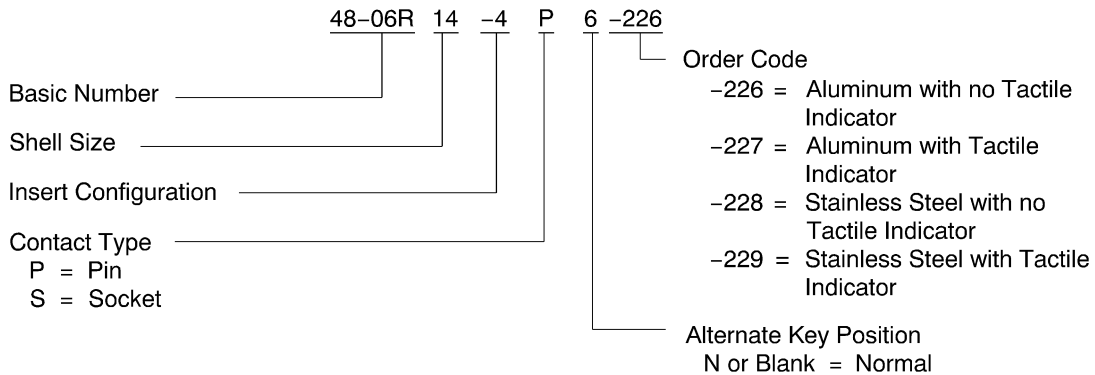 48–06R 14 –4 P 6 –226
Basic Number
Shell Size
Insert Configuration
Contact Type
P = Pin
S = Socket
Order Code
–226 = Aluminum with no Tactile
Indicator
–227 = Aluminum with Tactile
Indicator
–228 = Stainless Steel with no
Tactile Indicator
–229 = Stainless Steel with Tactile
Indicator
Alternate Key Position
N or Blank = Normal